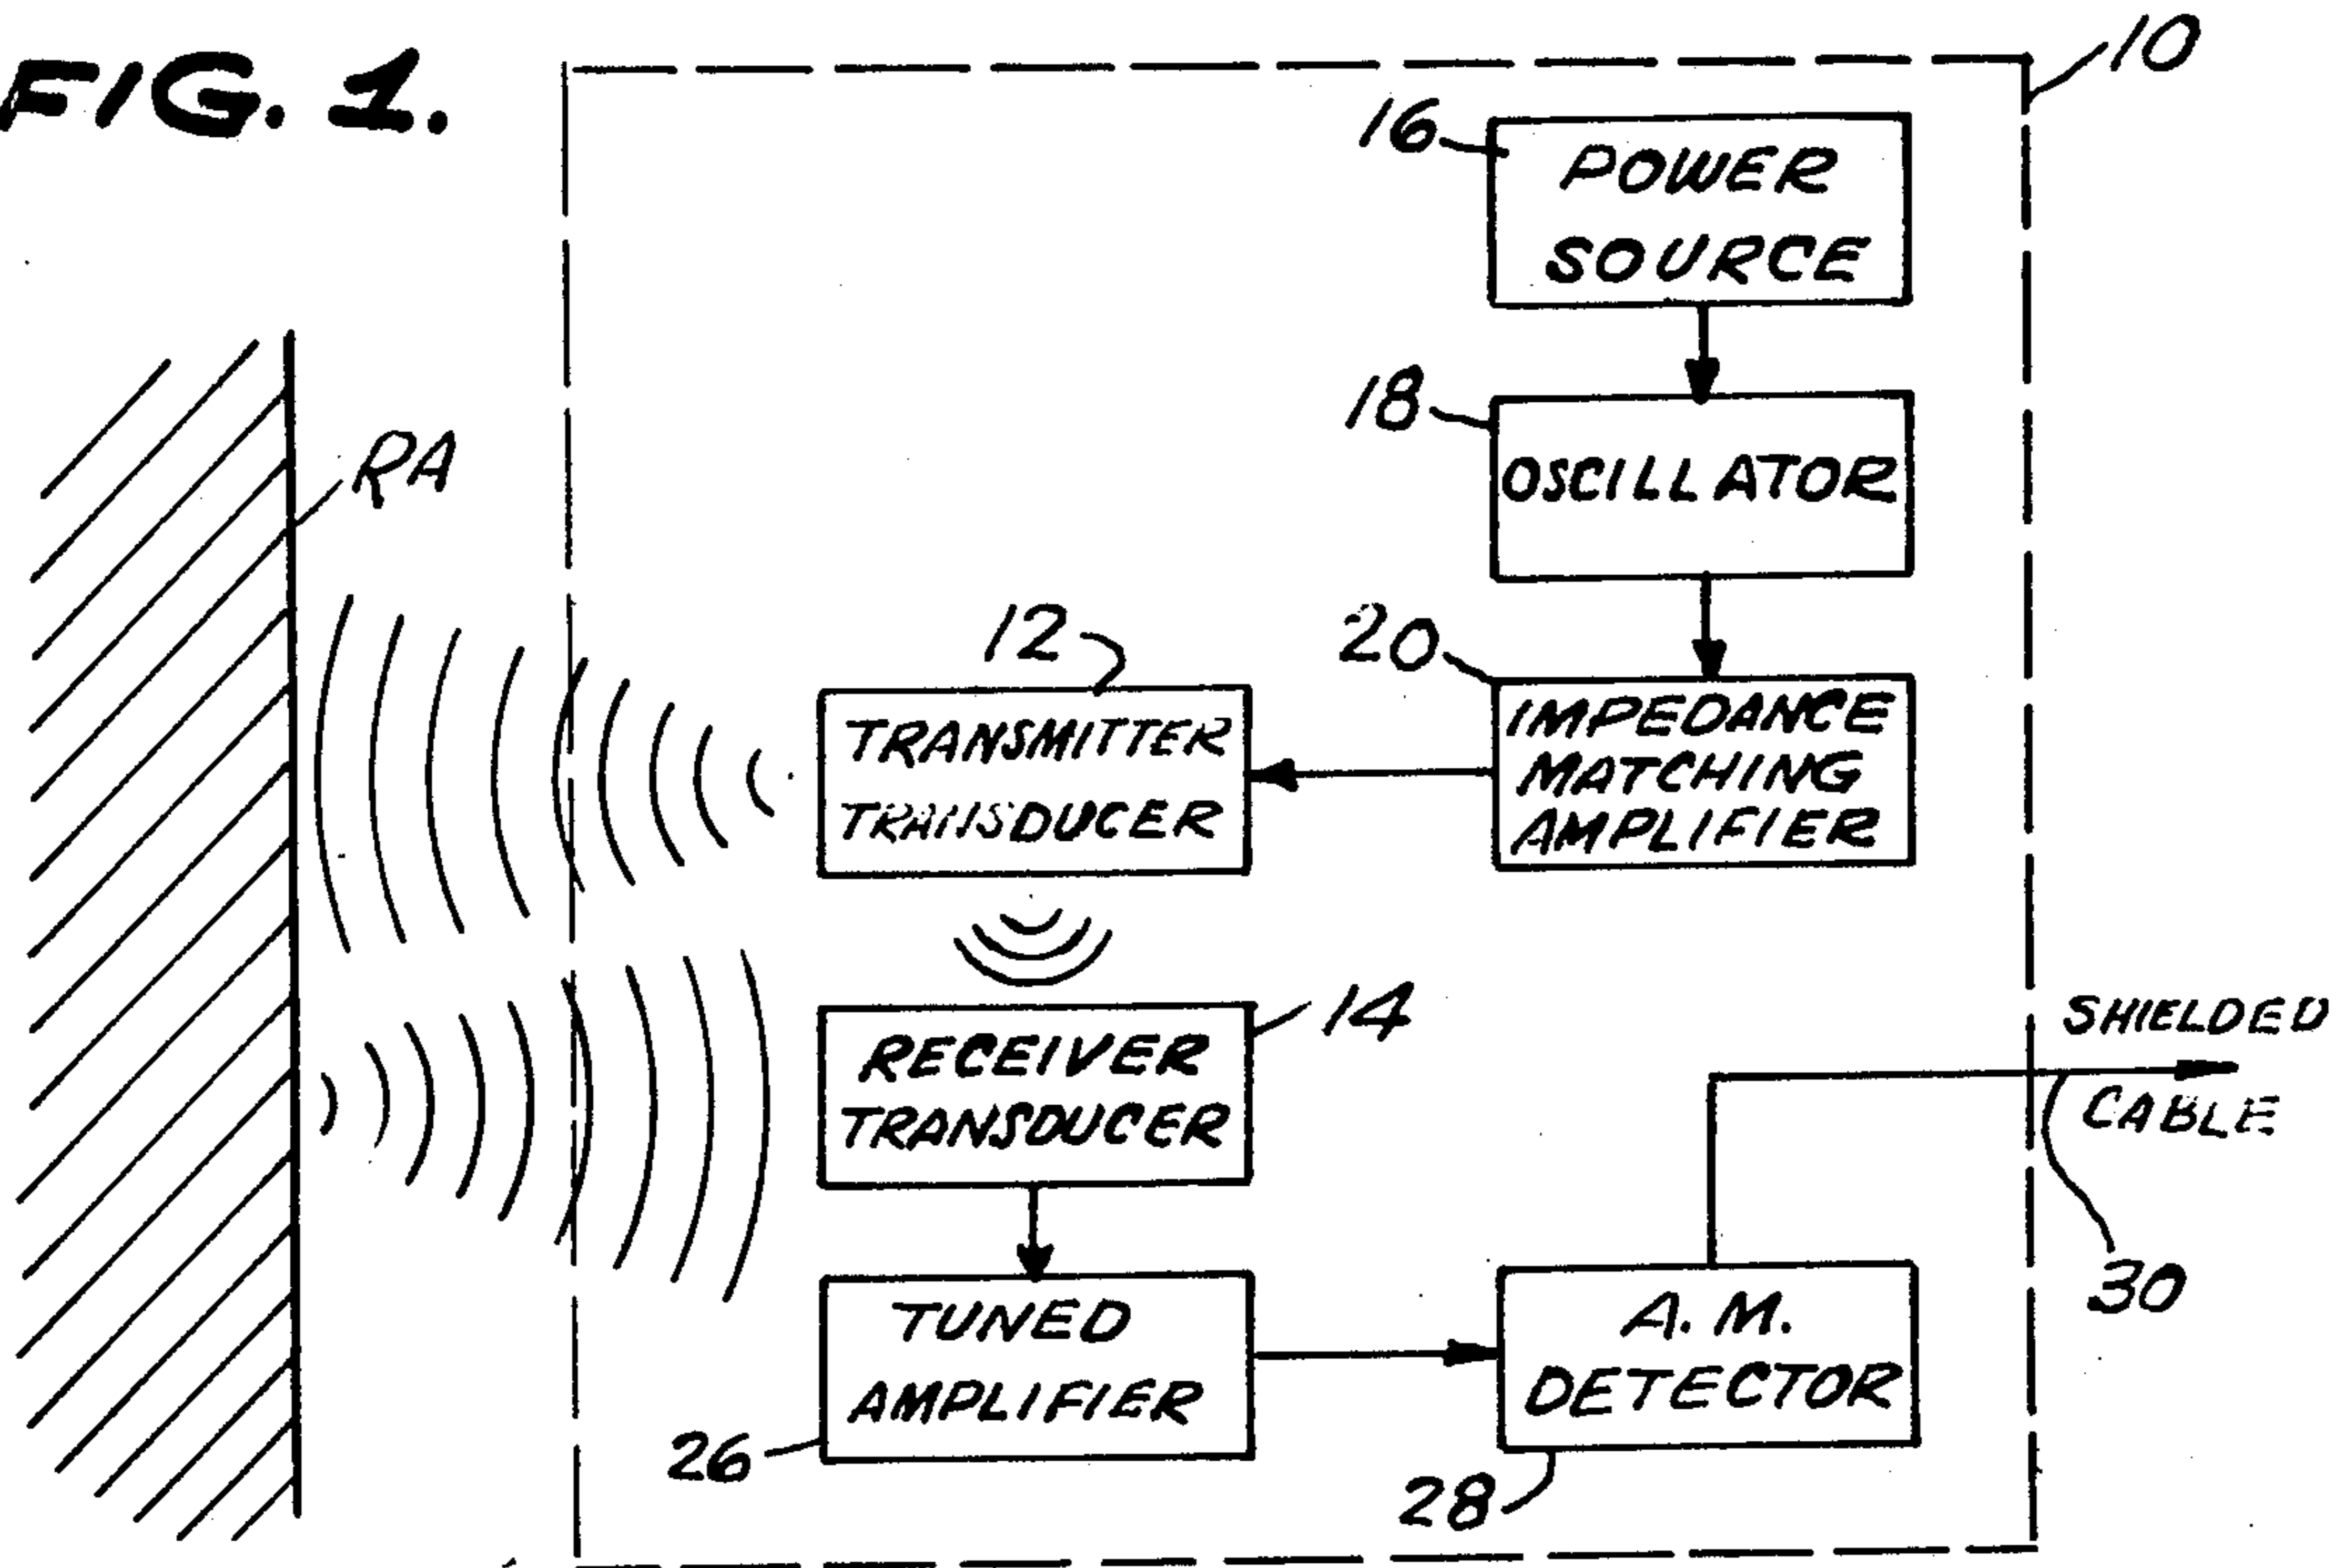 FIG. 1.
10
16
POWER
SOURCE
18
OSCILLATOR
RA
12
20
TRANSMITTER
TRANSDUCER
IMPEDANCE
MATCHING
AMPLIFIER
14
RECEIVER
TRANSDUCER
SHIELDED
CABLE
30
TUNED
AMPLIFIER
26
A.M.
DETECTOR
28